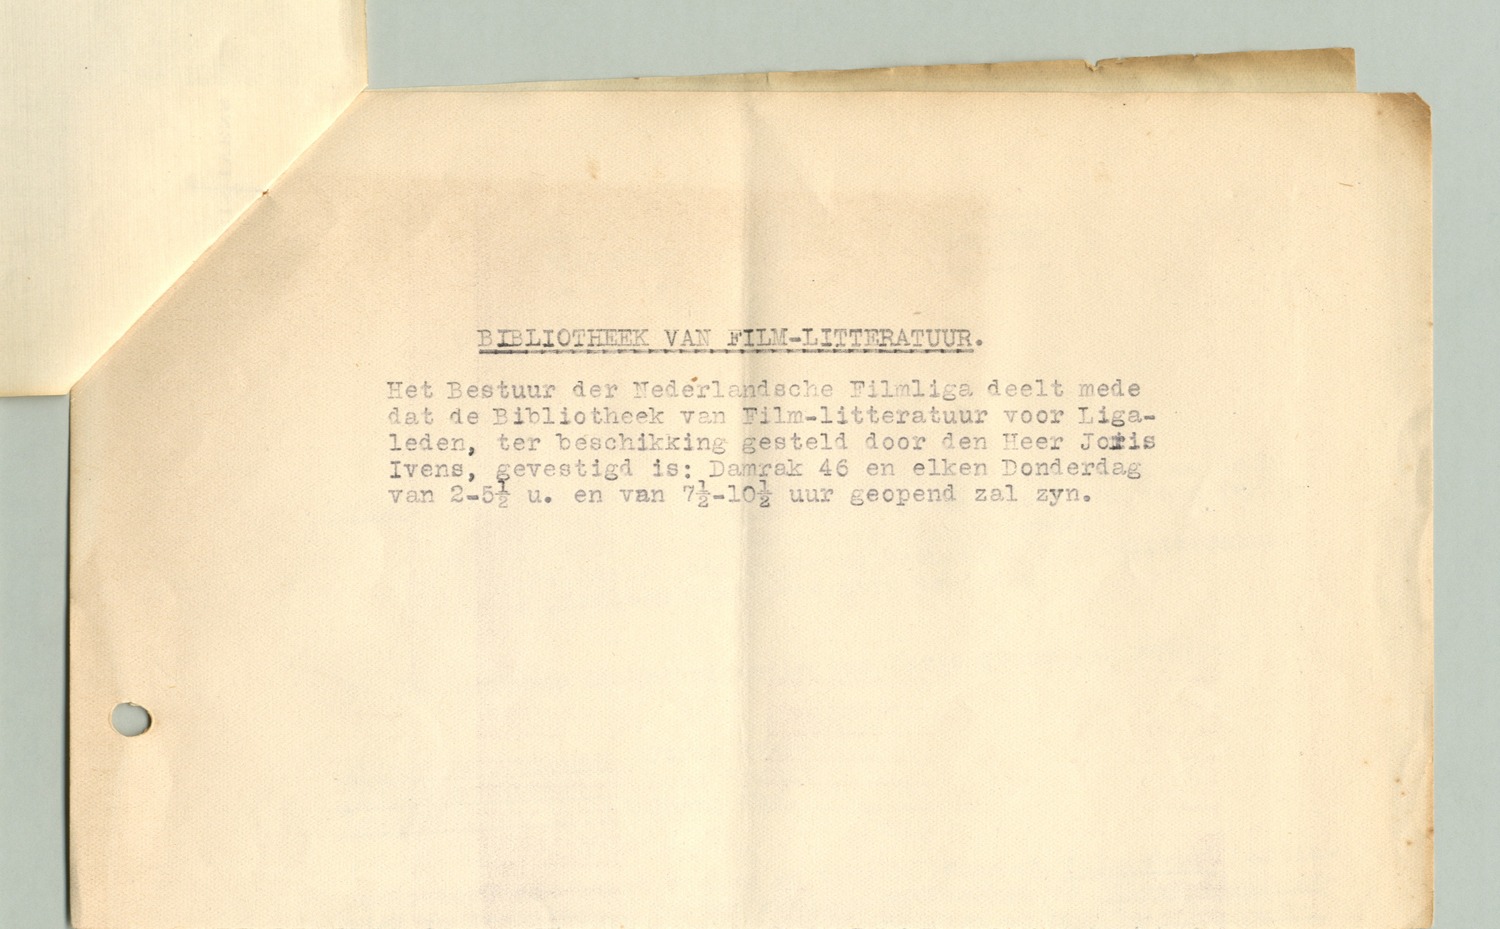 BIBLIOTHEEK VAN FILM-LITTERATUUR.
Het Bestuur der Nederlandsche Filmliga deelt mede
dat de Bibliotheek van Film-litteratuur voor Liga-
leden, ter beschikking gesteld door den Heer Joris
Ivens, gevestigd is: Damrak 46 en elken Donderdag
van 2-5½ u. en van 7½-10½ uur geopend zal zyn.